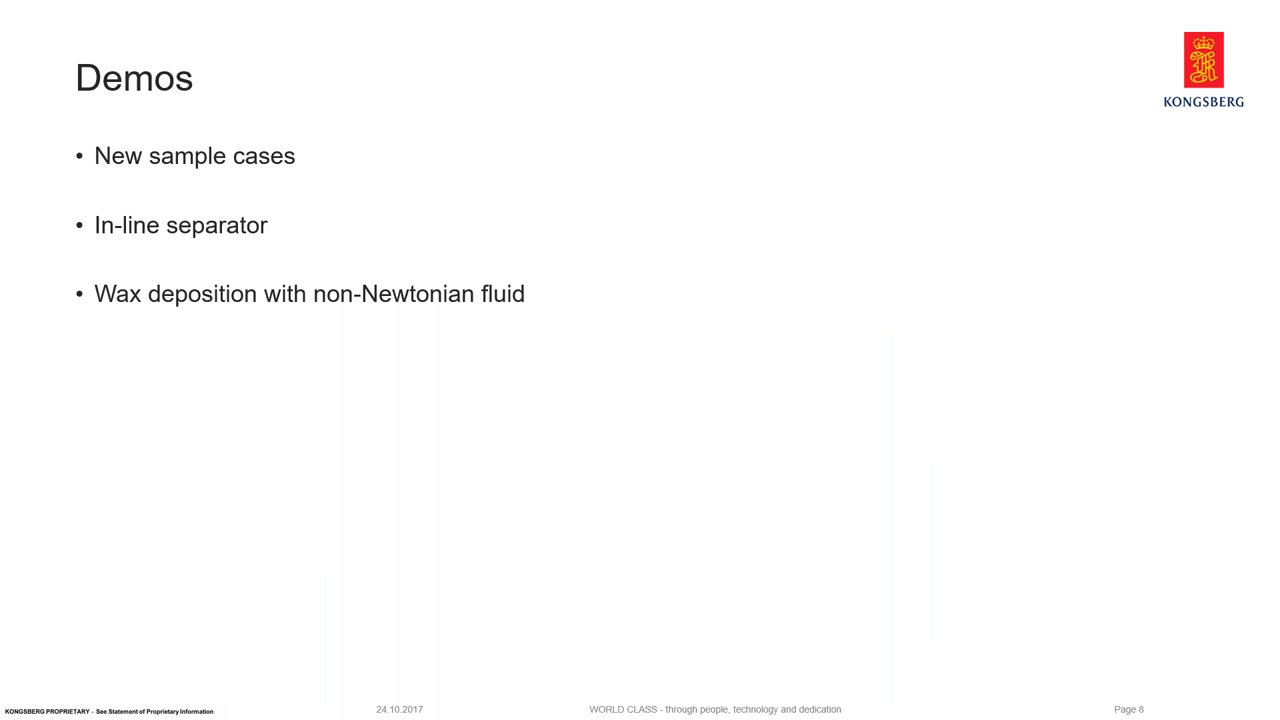 Demos
KONGSBERG
• New sample cases
• In-line separator
• Wax deposition with non-Newtonian fluid
KONGSBERG PROPRIETARY – See Statement of Proprietary Information
24.10.2017
WORLD CLASS - through people, technology and dedication
Page 8